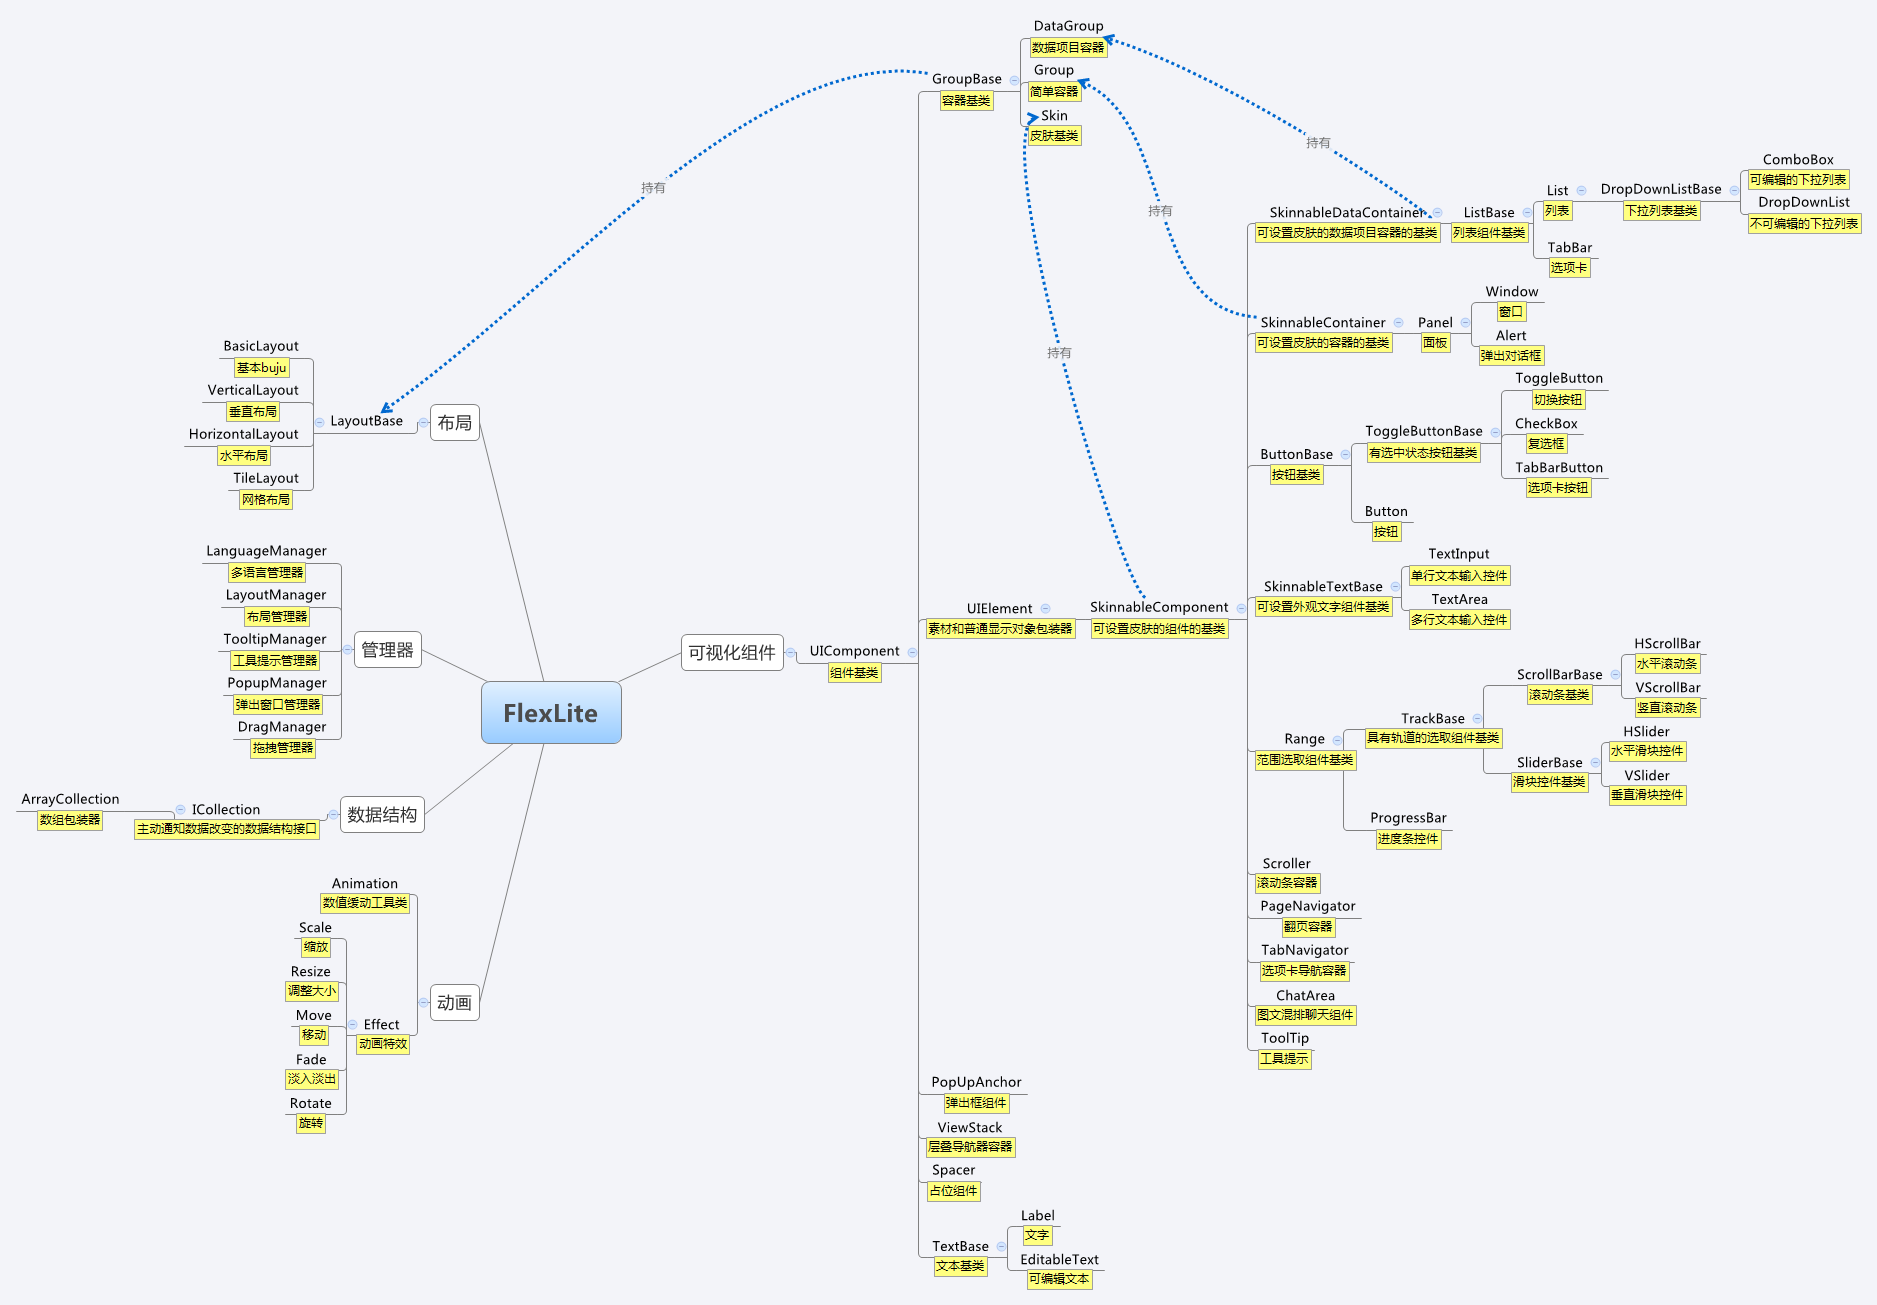 FlexLite
布局
LayoutBase
BasicLayout
基本buju
VerticalLayout
垂直布局
HorizontalLayout
水平布局
TileLayout
网格布局
管理器
LanguageManager
多语言管理器
LayoutManager
布局管理器
TooltipManager
工具提示管理器
PopupManager
弹出窗口管理器
DragManager
拖拽管理器
数据结构
ICollection
主动通知数据改变的数据结构接口
ArrayCollection
数组包装器
动画
Animation
数值缓动工具类
Effect
动画特效
Scale
缩放
Resize
调整大小
Move
移动
Fade
淡入淡出
Rotate
旋转
可视化组件
UIComponent
组件基类
GroupBase
容器基类
DataGroup
数据项目容器
Group
简单容器
Skin
皮肤基类
持有
持有
持有
持有
UIElement
素材和普通显示对象包装器
SkinnableComponent
可设置皮肤的组件的基类
SkinnableDataContainer
可设置皮肤的数据项目容器的基类
ListBase
列表组件基类
List
列表
DropDownListBase
下拉列表基类
ComboBox
可编辑的下拉列表
DropDownList
不可编辑的下拉列表
TabBar
选项卡
SkinnableContainer
可设置皮肤的容器的基类
Panel
面板
Window
窗口
Alert
弹出对话框
ButtonBase
按钮基类
ToggleButtonBase
有选中状态按钮基类
ToggleButton
切换按钮
CheckBox
复选框
TabBarButton
选项卡按钮
Button
按钮
SkinnableTextBase
可设置外观文字组件基类
TextInput
单行文本输入控件
TextArea
多行文本输入控件
Range
范围选取组件基类
TrackBase
具有轨道的选取组件基类
ScrollBarBase
滚动条基类
HScrollBar
水平滚动条
VScrollBar
竖直滚动条
SliderBase
滑块控件基类
HSlider
水平滑块控件
VSlider
垂直滑块控件
ProgressBar
进度条控件
Scroller
滚动条容器
PageNavigator
翻页容器
TabNavigator
选项卡导航容器
ChatArea
图文混排聊天组件
ToolTip
工具提示
PopUpAnchor
弹出框组件
ViewStack
层叠导航器容器
Spacer
占位组件
TextBase
文本基类
Label
文字
EditableText
可编辑文本